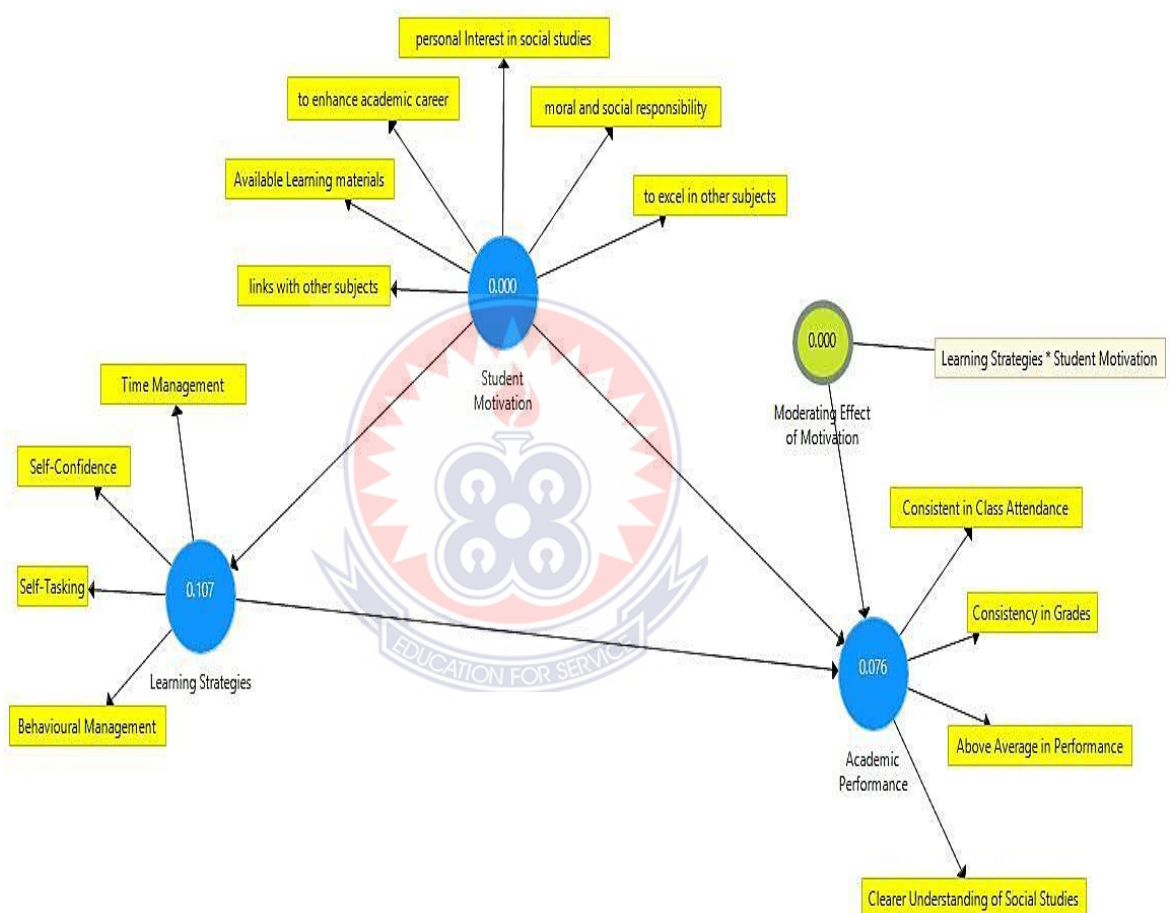 personal Interest in social studies
to enhance academic career
moral and social responsibility
Available Learning materials
to excel in other subjects
links with other subjects
0.000
Student
Motivation
0.000
Learning Strategies * Student Motivation
Moderating Effect
of Motivation
Time Management
Self-Confidence
Self-Tasking
0.107
Learning Strategies
Behavioural Management
Consistent in Class Attendance
Consistency in Grades
0.076
Above Average in Performance
Academic
Performance
Clearer Understanding of Social Studies
EDUCATION FOR SERVICE